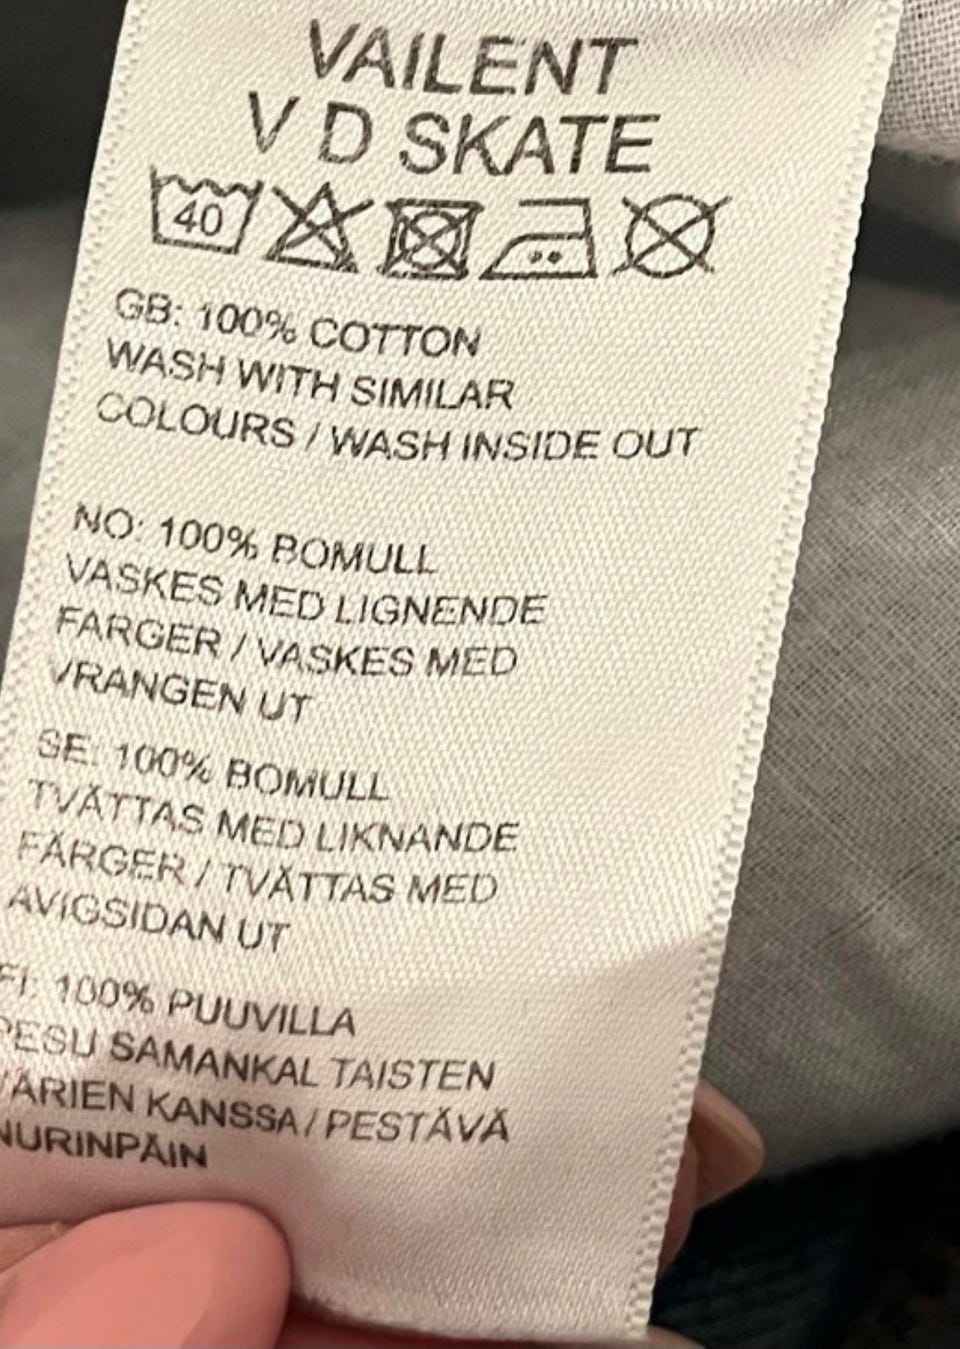 VAILENT
V D SKATE
40
GB: 100% COTTON
WASH WITH SIMILAR
COLOURS / WASH INSIDE OUT
NO: 100% BOMULL
VASKES MED LIGNENDE
FARGER / VASKES MED
VRANGEN UT
SE: 100% BOMULL
TVÄTTAS MED LIKNANDE
FÄRGER / TVÄTTAS MED
AVIGSIDAN UT
FI: 100% PUUVILLA
PESU SAMANKAL TAISTEN
VÄRIEN KANSSA / PESTÄVÄ
NURINPÄIN